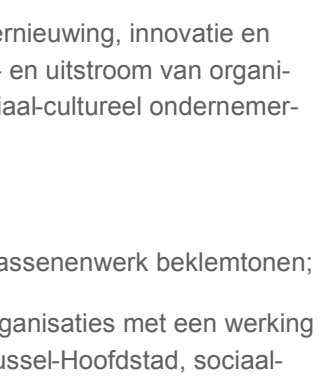 ernieuwing, innovatie en
- en uitstroom van organi-
iaal-cultureel ondernemer-
assenenwerk beklemtonen;
ganisaties met een werking
ussel-Hoofdstad, sociaal-